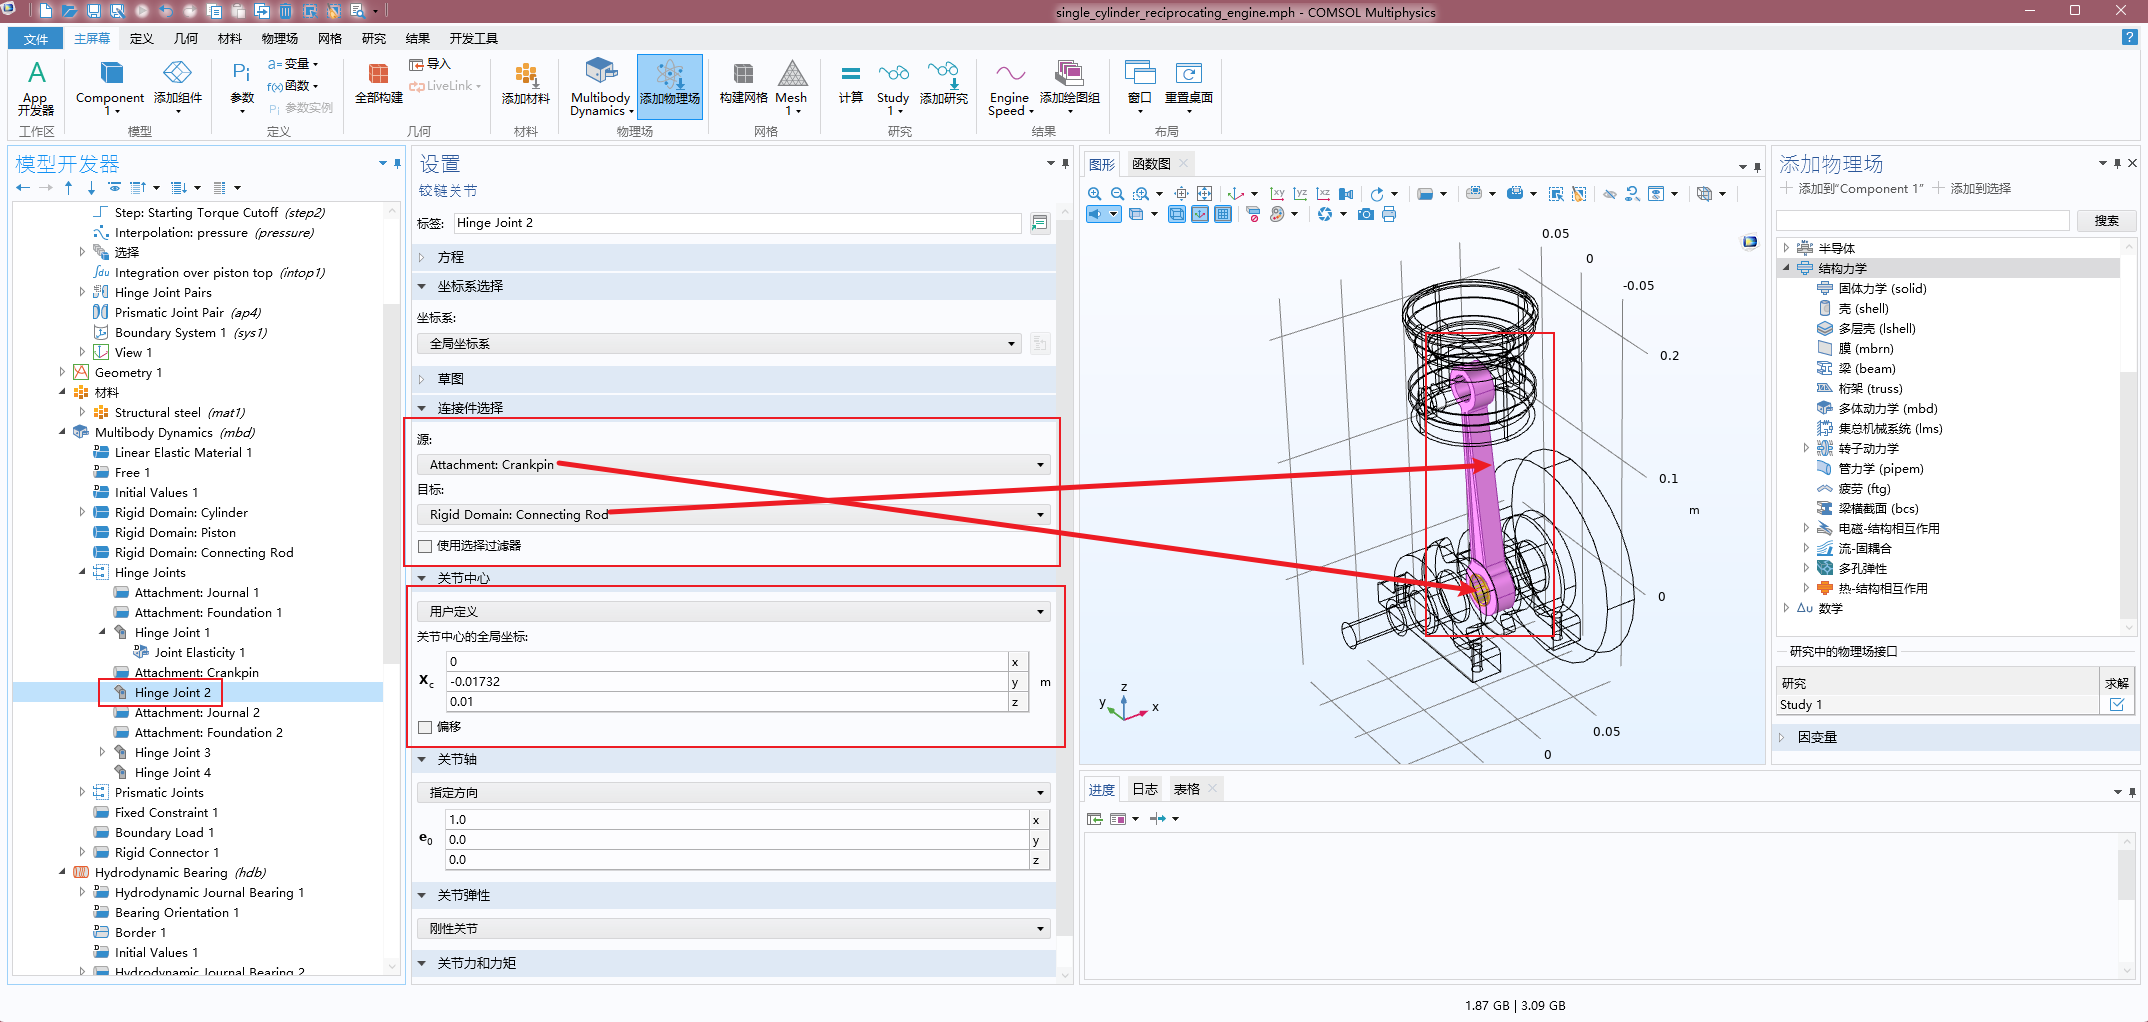 single_cylinder_reciprocating_engine.mph - COMSOL Multiphysics
文件 主屏幕 定义 几何 材料 物理场 网格 研究 结果 开发工具
App 开发器
工作区
Component 1
添加组件
模型
Pi 参数
a= 变量
f(x) 函数
Pi 参数实例
定义
全部构建
导入
LiveLink
几何
添加材料
材料
Multibody Dynamics
添加物理场
物理场
构建网格
Mesh 1
网格
计算
Study 1
添加研究
研究
Engine Speed
添加绘图组
结果
窗口
重置桌面
布局
模型开发器
Step: Starting Torque Cutoff (step2)
Interpolation: pressure (pressure)
选择
Integration over piston top (intop1)
Hinge Joint Pairs
Prismatic Joint Pair (ap4)
Boundary System 1 (sys1)
View 1
Geometry 1
材料
Structural steel (mat1)
Multibody Dynamics (mbd)
Linear Elastic Material 1
Free 1
Initial Values 1
Rigid Domain: Cylinder
Rigid Domain: Piston
Rigid Domain: Connecting Rod
Hinge Joints
Attachment: Journal 1
Attachment: Foundation 1
Hinge Joint 1
Joint Elasticity 1
Attachment: Crankpin
Hinge Joint 2
Attachment: Journal 2
Attachment: Foundation 2
Hinge Joint 3
Hinge Joint 4
Prismatic Joints
Fixed Constraint 1
Boundary Load 1
Rigid Connector 1
Hydrodynamic Bearing (hdb)
Hydrodynamic Journal Bearing 1
Bearing Orientation 1
Border 1
Initial Values 1
Hydrodynamic Journal Bearing 2
设置
铰链关节
标签: Hinge Joint 2
方程
坐标系选择
坐标系:
全局坐标系
草图
连接件选择
源:
Attachment: Crankpin
目标:
Rigid Domain: Connecting Rod
使用选择过滤器
关节中心
用户定义
关节中心的全局坐标:
0 x
Xc -0.01732 y m
0.01 z
偏移
关节轴
指定方向
1.0 x
e0 0.0 y
0.0 z
关节弹性
刚性关节
关节力和力矩
图形 函数图
0.05
0
-0.05
0.2
0.1
m
0
0.05
0
z
y x
进度 日志 表格
添加物理场
添加到“Component 1” 添加到选择
搜索
半导体
结构力学
固体力学 (solid)
壳 (shell)
多层壳 (lshell)
膜 (mbrn)
梁 (beam)
桁架 (truss)
多体动力学 (mbd)
集总机械系统 (lms)
转子动力学
管力学 (pipem)
疲劳 (ftg)
梁横截面 (bcs)
电磁-结构相互作用
流-固耦合
多孔弹性
热-结构相互作用
Δu 数学
研究中的物理场接口
研究 求解
Study 1
因变量
1.87 GB | 3.09 GB